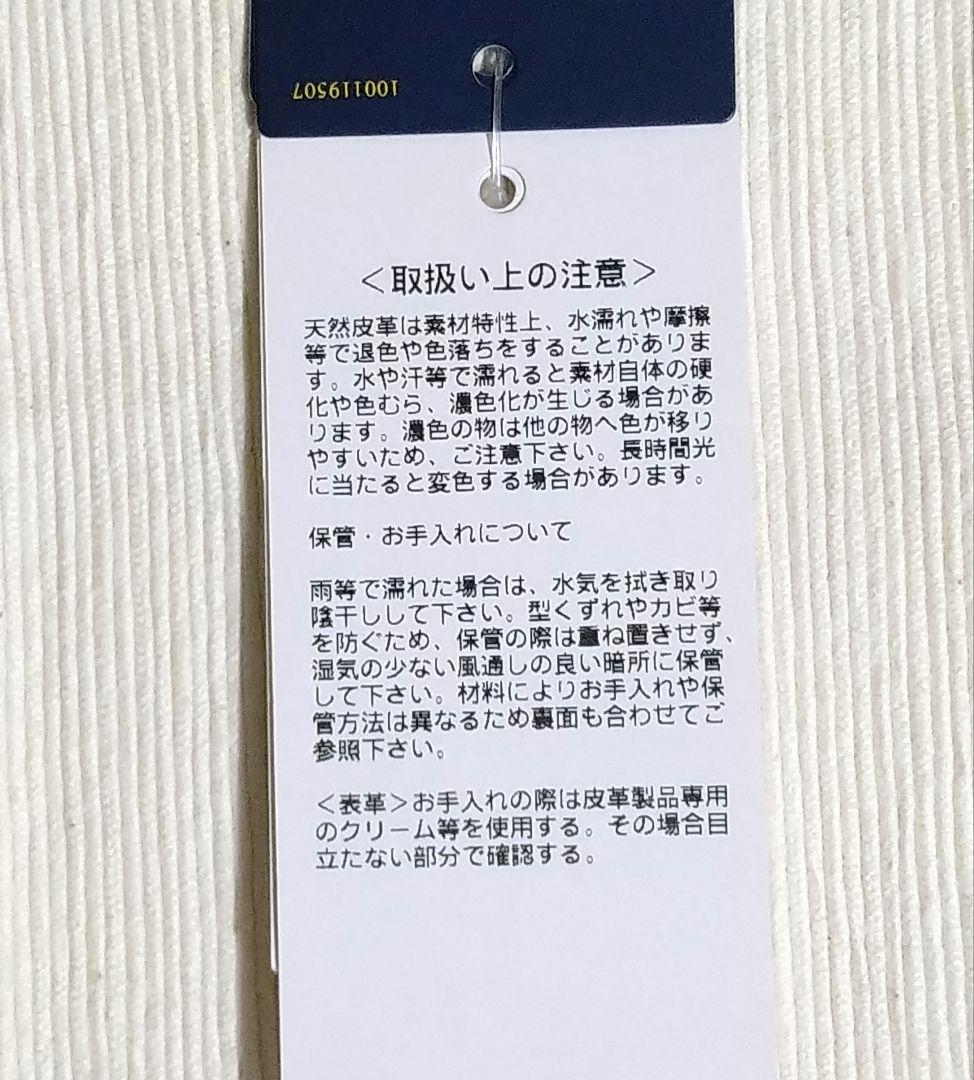 100119507
＜取扱い上の注意＞
天然皮革は素材特性上、水濡れや摩擦
等で退色や色落ちをすることがありま
す。水や汗等で濡れると素材自体の硬
化や色むら、濃色化が生じる場合があ
ります。濃色の物は他の物へ色が移り
やすいため、ご注意下さい。長時間光
に当たると変色する場合があります。
保管・お手入れについて
雨等で濡れた場合は、水気を拭き取り
陰干しして下さい。型くずれやカビ等
を防ぐため、保管の際は重ね置きせず、
湿気の少ない風通しの良い暗所に保管
して下さい。材料によりお手入れや保
管方法は異なるため裏面も合わせてご
参照下さい。
＜表革＞お手入れの際は皮革製品専用
のクリーム等を使用する。その場合目
立たない部分で確認する。